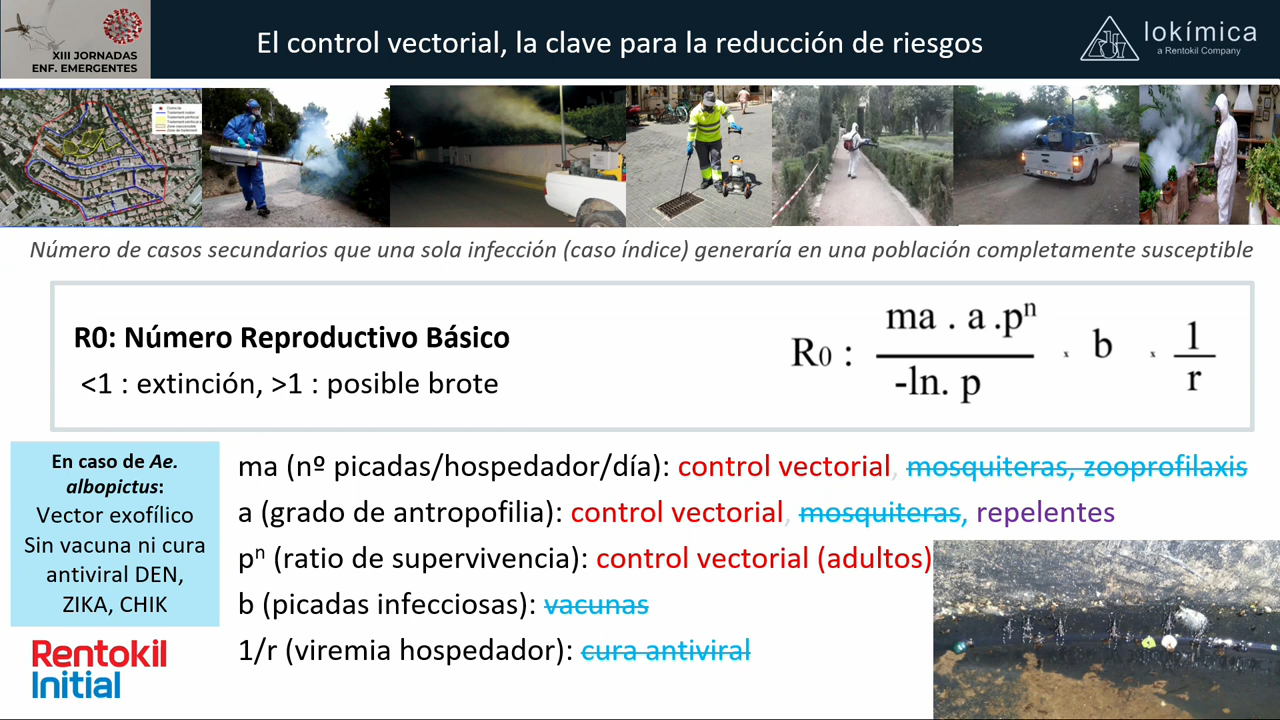 XIII JORNADAS
ENF. EMERGENTES
El control vectorial, la clave para la reducción de riesgos
lokímica
a Rentokil Company
Número de casos secundarios que una sola infección (caso índice) generaría en una población completamente susceptible
R0: Número Reproductivo Básico
<1 : extinción, >1 : posible brote
R0 : ma . a .pⁿ / -ln. p x b x 1 / r
En caso de Ae.
albopictus:
Vector exofílico
Sin vacuna ni cura
antiviral DEN,
ZIKA, CHIK
ma (nº picadas/hospedador/día): control vectorial, mosquiteras, zooprofilaxis
a (grado de antropofilia): control vectorial, mosquiteras, repelentes
pⁿ (ratio de supervivencia): control vectorial (adultos)
b (picadas infecciosas): vacunas
1/r (viremia hospedador): cura antiviral
Rentokil
Initial